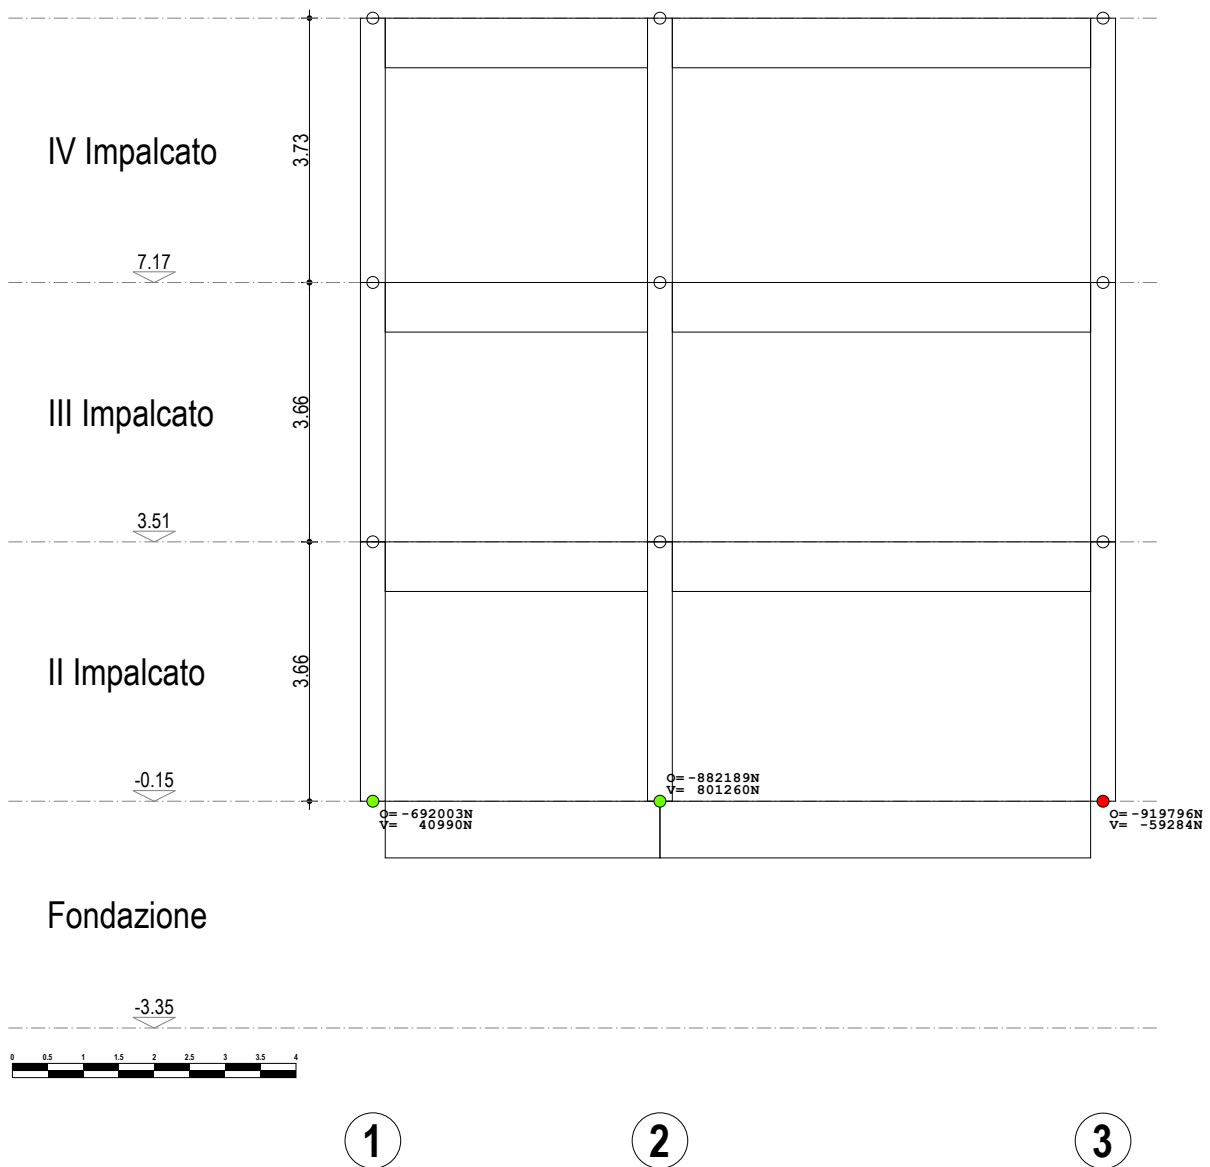 IV Impalcato
3.73
7.17
III Impalcato
3.66
3.51
II Impalcato
3.66
-0.15
O= -882189N
V= 801260N
O= -692003N
V= 40990N
O= -919796N
V= -59284N
Fondazione
-3.35
0 0.5 1 1.5 2 2.5 3 3.5 4
1 2 3